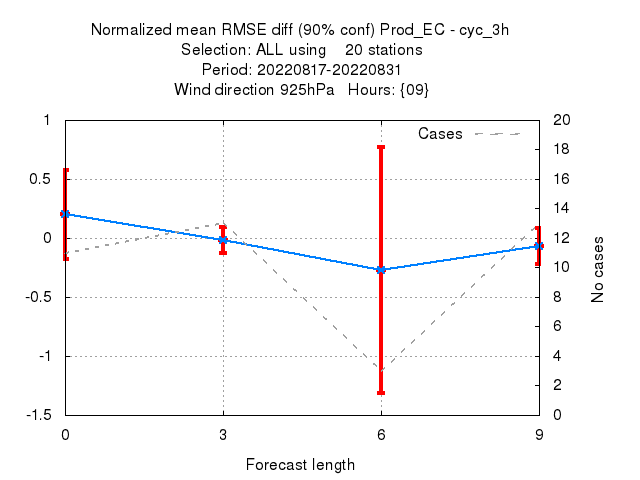 Normalized mean RMSE diff (90% conf) Prod_EC - cyc_3h
Selection: ALL using    20 stations
Period: 20220817-20220831
Wind direction 925hPa   Hours: {09}
Cases
1
0.5
0
-0.5
-1
-1.5
20
18
16
14
12
10
8
6
4
2
0
No cases
0 3 6 9
Forecast length